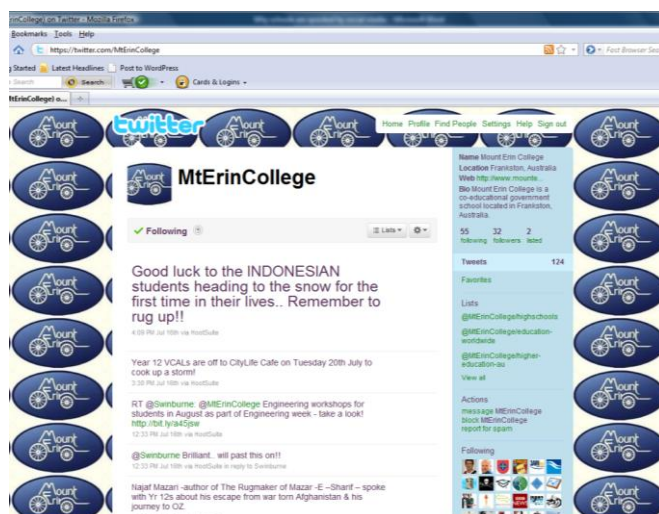 ErinCollege) on Twitter - Mozilla Firefox
Bookmarks Tools Help
https://twitter.com/MtErinCollege
Started Latest Headlines Post to WordPress
Search Cards & Logins
MtErinCollege) o...
twitter
Home Profile Find People Settings Help Sign out
Mount Erin
MtErinCollege
Following
Lists
Good luck to the INDONESIAN
students heading to the snow for the
first time in their lives.. Remember to
rug up!!
4:09 PM Jul 16th via HootSuite
Year 12 VCALs are off to CityLife Cafe on Tuesday 20th July to
cook up a storm!
3:20 PM Jul 16th via HootSuite
RT @Swinburne: @MtErinCollege Engineering workshops for
students in August as part of Engineering week - take a look!
http://bit.ly/a45jsw
12:33 PM Jul 16th via HootSuite
@Swinburne Brilliant.. will past this on!!
12:33 PM Jul 16th via HootSuite in reply to Swinburne
Najaf Mazari -author of The Rugmaker of Mazar -E –Sharif – spoke
with Yr 12s about his escape from war torn Afghanistan & his
journey to OZ.
Name Mount Erin College
Location Frankston, Australia
Web http://www.mounte...
Bio Mount Erin College is a
co-educational government
school located in Frankston,
Australia.
55 32 2
following followers listed
Tweets 124
Favorites
Lists
@MtErinCollege/highschools
@MtErinCollege/education-
worldwide
@MtErinCollege/higher-
education-au
View all
Actions
message MtErinCollege
block MtErinCollege
report for spam
Following